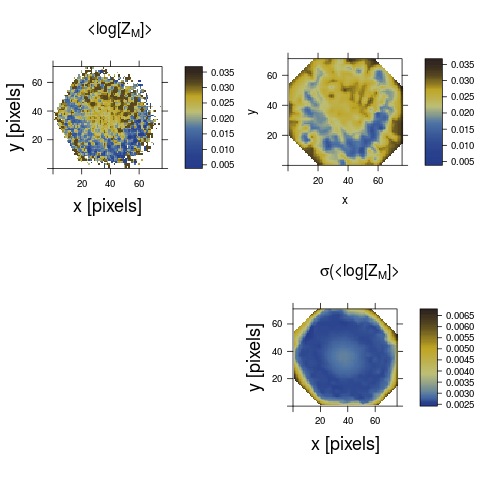 <log[Z_M]>
60
40
20
20 40 60
x [pixels]
y [pixels]
0.035
0.030
0.025
0.020
0.015
0.010
0.005
60
40
20
20 40 60
x
y
0.035
0.030
0.025
0.020
0.015
0.010
0.005
σ(<log[Z_M]>
60
40
20
20 40 60
x [pixels]
y [pixels]
0.0065
0.0060
0.0055
0.0050
0.0045
0.0040
0.0035
0.0030
0.0025